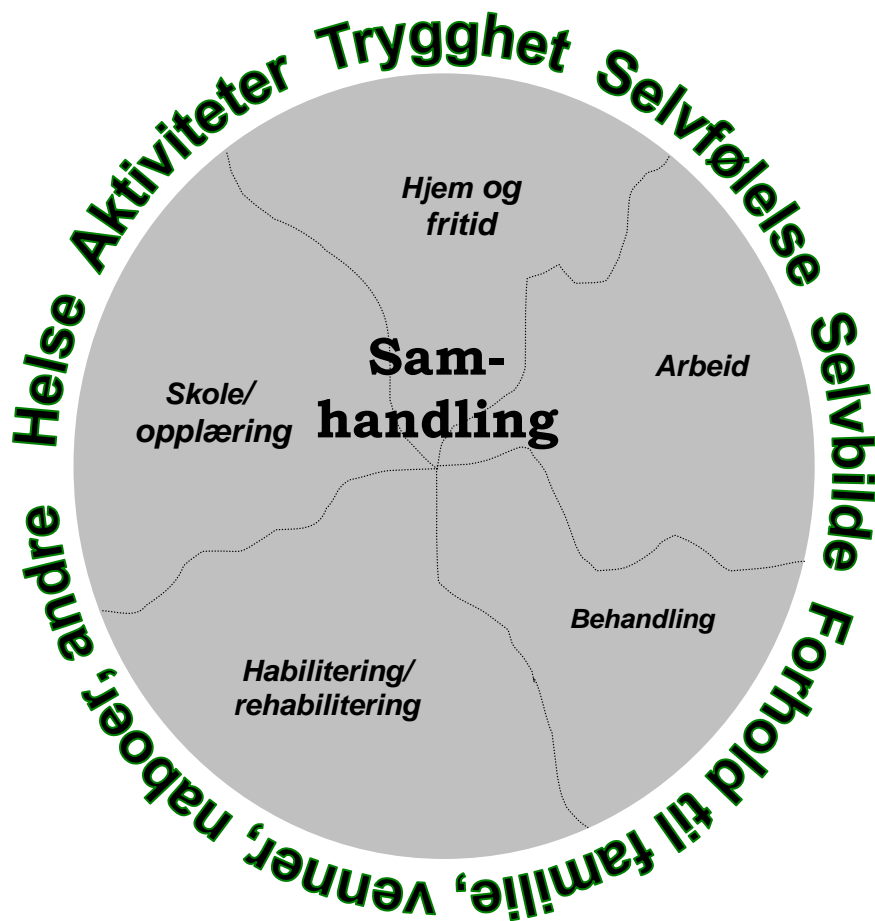 Helse Aktiviteter Trygghet Selvfølelse Selvbilde Forhold til familie, venner, naboer, andre
Hjem og
fritid
Sam-
handling
Arbeid
Skole/
opplæring
Behandling
Habilitering/
rehabilitering